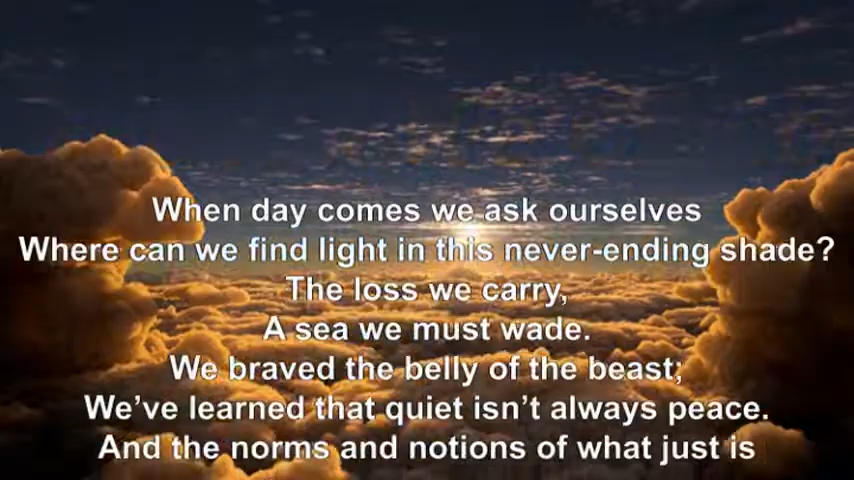 When day comes we ask ourselves
Where can we find light in this never-ending shade?
The loss we carry,
A sea we must wade.
We braved the belly of the beast;
We’ve learned that quiet isn’t always peace.
And the norms and notions of what just is